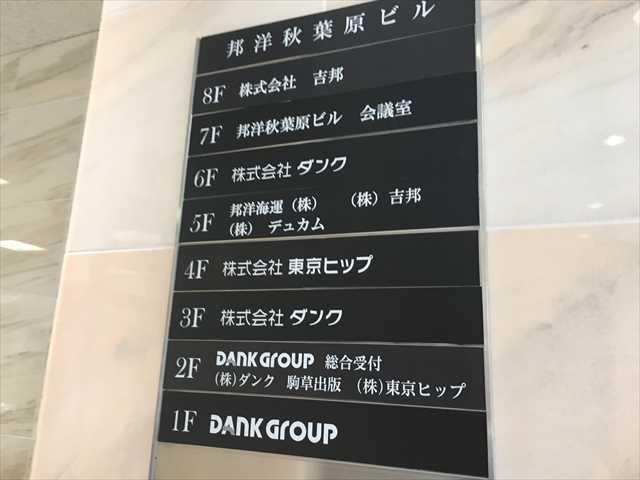 邦洋秋葉原ビル
8F 株式会社 吉邦
7F 邦洋秋葉原ビル 会議室
6F 株式会社 ダンク
5F 邦洋海運（株） （株）吉邦
（株） デュカム
4F 株式会社 東京ヒップ
3F 株式会社 ダンク
2F DANK GROUP 総合受付
(株)ダンク 駒草出版 (株)東京ヒップ
1F DANK GROUP